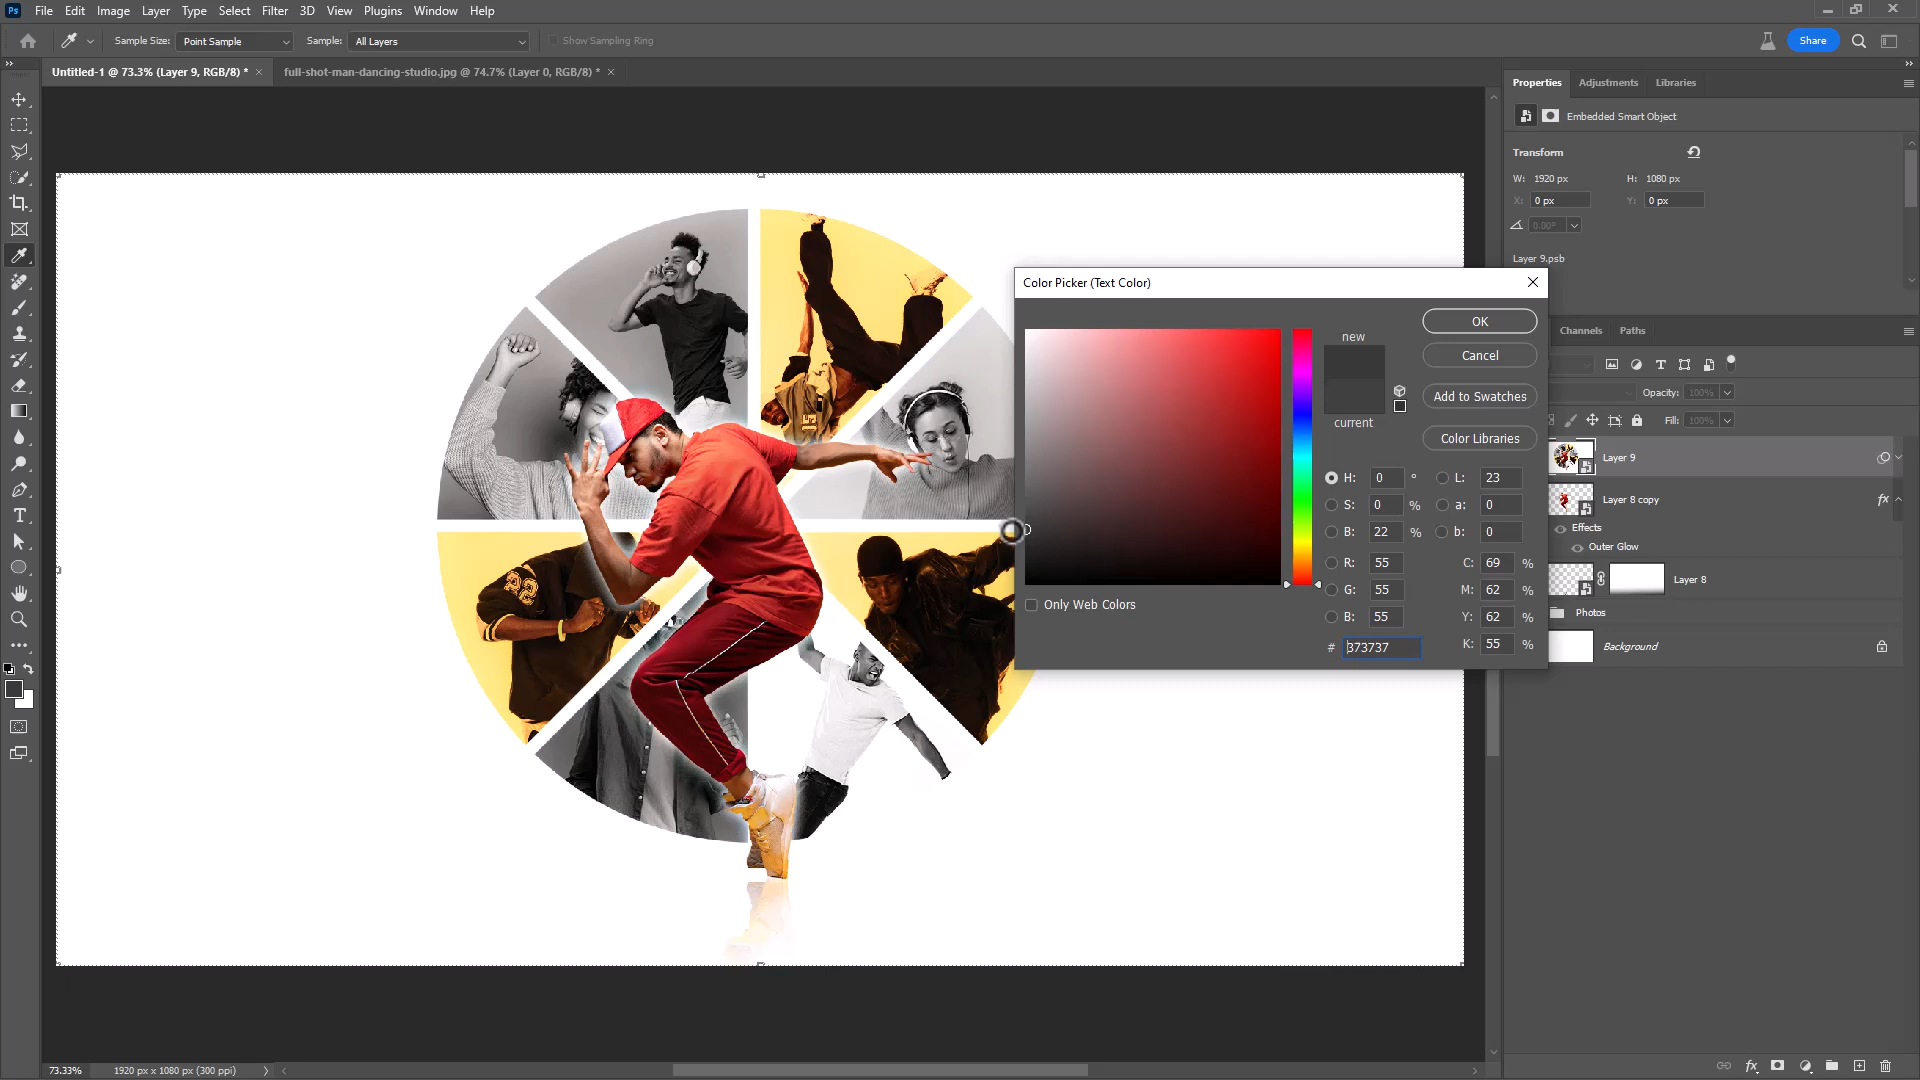 Ps File Edit Image Layer Type Select Filter 3D View Plugins Window Help
Sample Size: Point Sample Sample: All Layers Show Sampling Ring Share
Untitled-1 @ 73.3% (Layer 9, RGB/8) * × full-shot-man-dancing-studio.jpg @ 74.7% (Layer 0, RGB/8) * ×
Properties Adjustments Libraries
Embedded Smart Object
Transform
W: 1920 px H: 1080 px
X: 0 px Y: 0 px
0.00°
Layer 9.psb
Color Picker (Text Color)
OK
Cancel
Add to Swatches
Color Libraries
new
current
H: 0 ° L: 23
S: 0 % a: 0
B: 22 % b: 0
R: 55 C: 69 %
G: 55 M: 62 %
B: 55 Y: 62 %
# 373737 K: 55 %
Only Web Colors
Channels Paths
Opacity: 100%
Fill: 100%
Layer 9
Layer 8 copy fx
Effects
Outer Glow
Layer 8
Photos
Background
73.33% 1920 px x 1080 px (300 ppi)